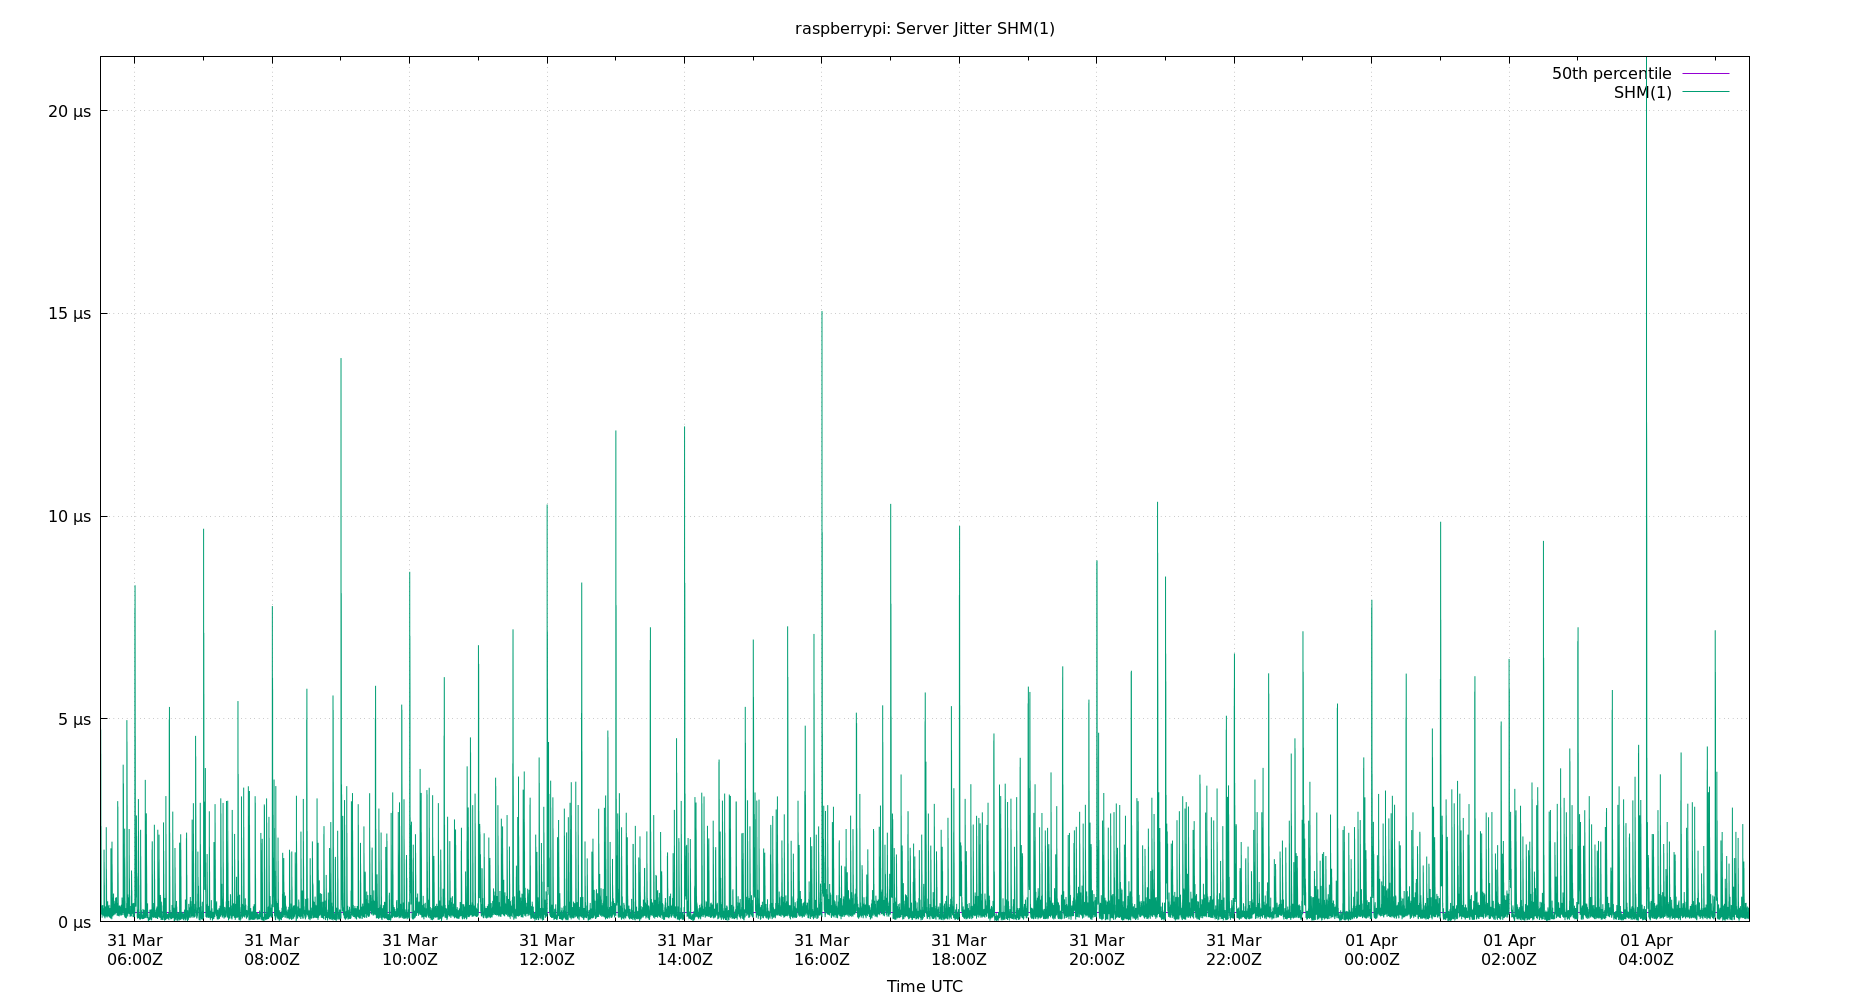 raspberrypi: Server Jitter SHM(1)
50th percentile
SHM(1)
20 µs
15 µs
10 µs
5 µs
0 µs
31 Mar 31 Mar 31 Mar 31 Mar 31 Mar 31 Mar 31 Mar 31 Mar 31 Mar 01 Apr 01 Apr 01 Apr
06:00Z 08:00Z 10:00Z 12:00Z 14:00Z 16:00Z 18:00Z 20:00Z 22:00Z 00:00Z 02:00Z 04:00Z
Time UTC